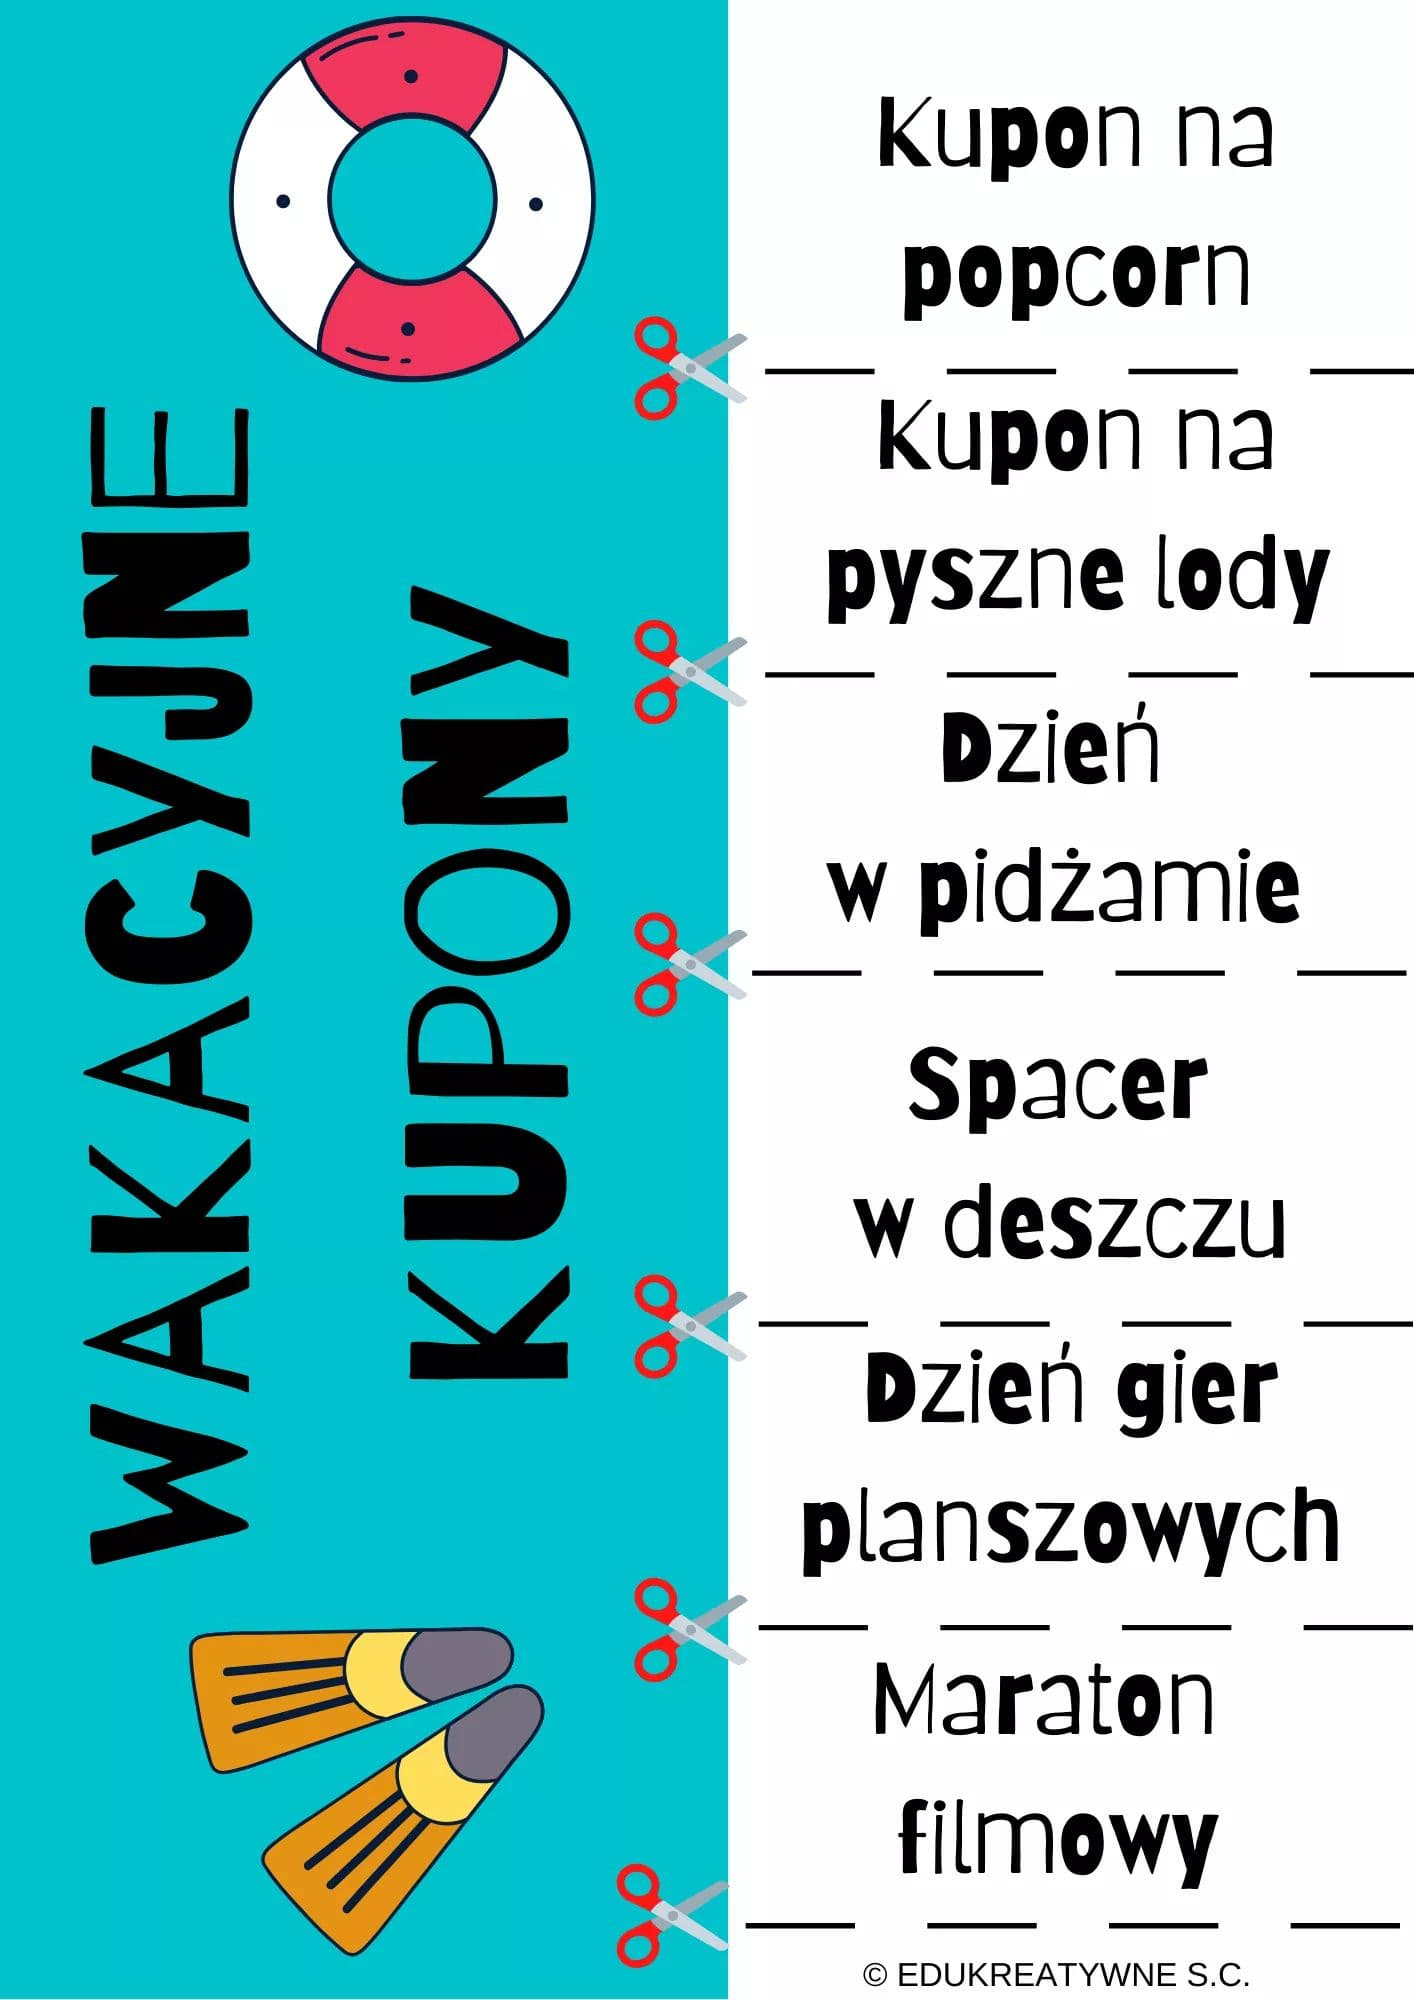 WAKACYJNE
KUPONY
Kupon na
popcorn
Kupon na
pyszne lody
Dzień
w pidżamie
Spacer
w deszczu
Dzień gier
planszowych
Maraton
filmowy
© EDUKREATYWNE S.C.